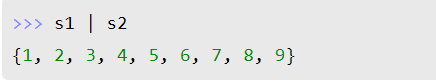 >>> s1 | s2
{1, 2, 3, 4, 5, 6, 7, 8, 9}